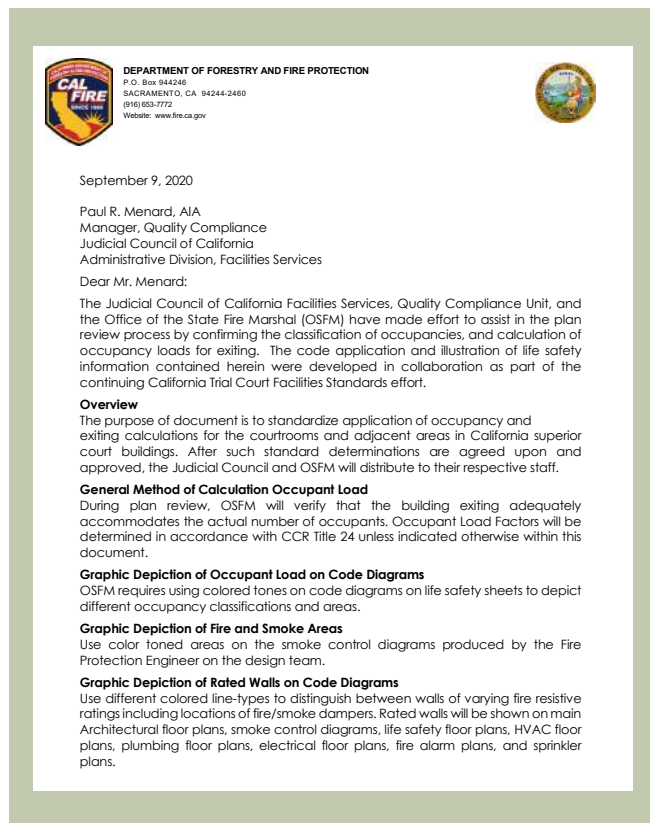 DEPARTMENT OF FORESTRY AND FIRE PROTECTION
P.O. Box 944246
SACRAMENTO, CA 94244-2460
(916) 653-7772
Website: www.fire.ca.gov
CAL
FIRE
SINCE 1885
September 9, 2020
Paul R. Menard, AIA
Manager, Quality Compliance
Judicial Council of California
Administrative Division, Facilities Services
Dear Mr. Menard:
The Judicial Council of California Facilities Services, Quality Compliance Unit, and
the Office of the State Fire Marshal (OSFM) have made effort to assist in the plan
review process by confirming the classification of occupancies, and calculation of
occupancy loads for exiting. The code application and illustration of life safety
information contained herein were developed in collaboration as part of the
continuing California Trial Court Facilities Standards effort.
Overview
The purpose of document is to standardize application of occupancy and
exiting calculations for the courtrooms and adjacent areas in California superior
court buildings. After such standard determinations are agreed upon and
approved, the Judicial Council and OSFM will distribute to their respective staff.
General Method of Calculation Occupant Load
During plan review, OSFM will verify that the building exiting adequately
accommodates the actual number of occupants. Occupant Load Factors will be
determined in accordance with CCR Title 24 unless indicated otherwise within this
document.
Graphic Depiction of Occupant Load on Code Diagrams
OSFM requires using colored tones on code diagrams on life safety sheets to depict
different occupancy classifications and areas.
Graphic Depiction of Fire and Smoke Areas
Use color toned areas on the smoke control diagrams produced by the Fire
Protection Engineer on the design team.
Graphic Depiction of Rated Walls on Code Diagrams
Use different colored line-types to distinguish between walls of varying fire resistive
ratings including locations of fire/smoke dampers. Rated walls will be shown on main
Architectural floor plans, smoke control diagrams, life safety floor plans, HVAC floor
plans, plumbing floor plans, electrical floor plans, fire alarm plans, and sprinkler
plans.